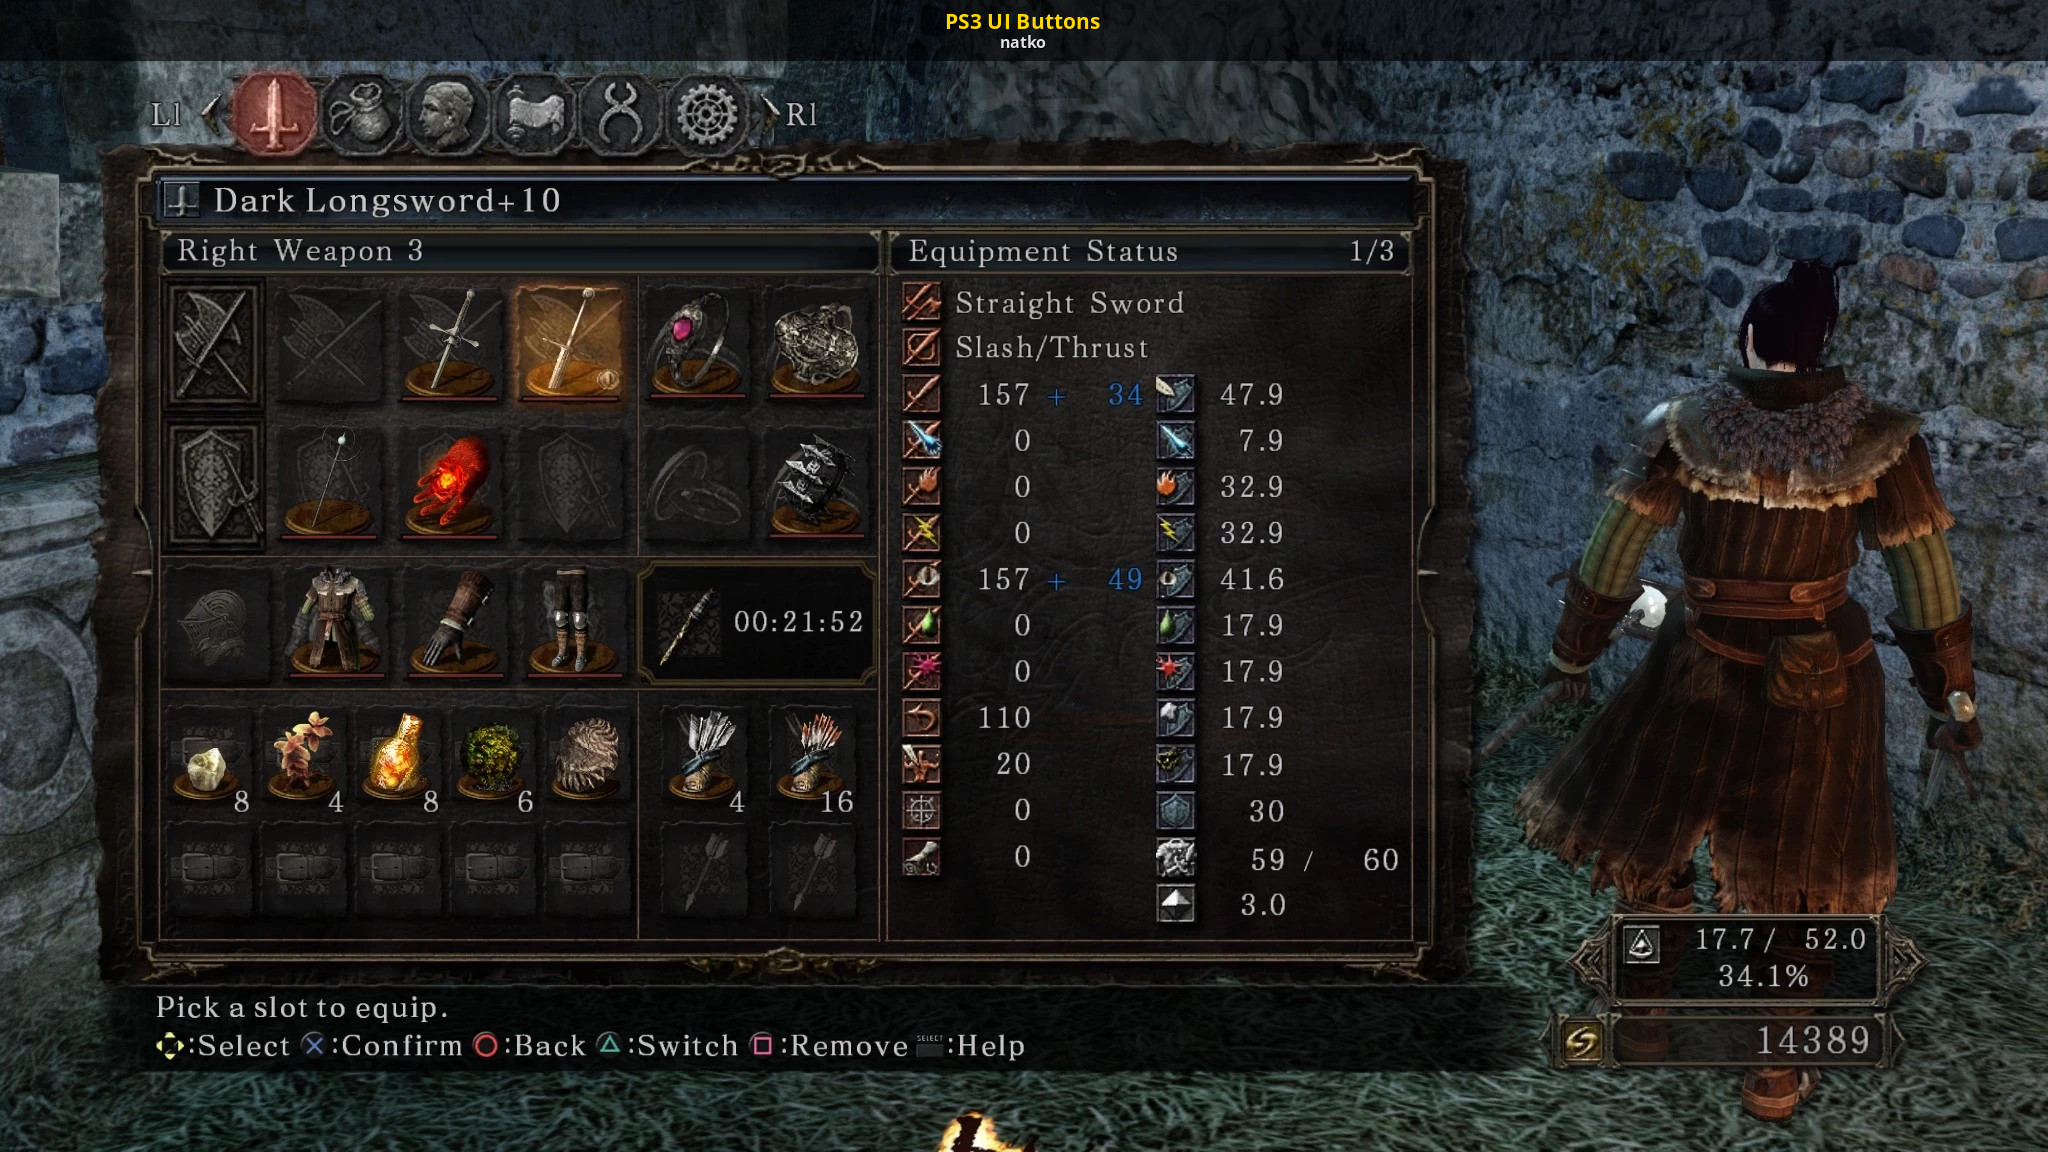 PS3 UI Buttons
natko
L1 R1
Dark Longsword+10
Right Weapon 3
Equipment Status 1/3
Straight Sword
Slash/Thrust
157 + 34 47.9
0 7.9
0 32.9
0 32.9
157 + 49 41.6
0 17.9
0 17.9
110 17.9
20 17.9
0 30
0 59 / 60
3.0
00:21:52
8 4 8 6 4 16
17.7 / 52.0
34.1%
14389
Pick a slot to equip.
:Select :Confirm :Back :Switch :Remove SELECT :Help